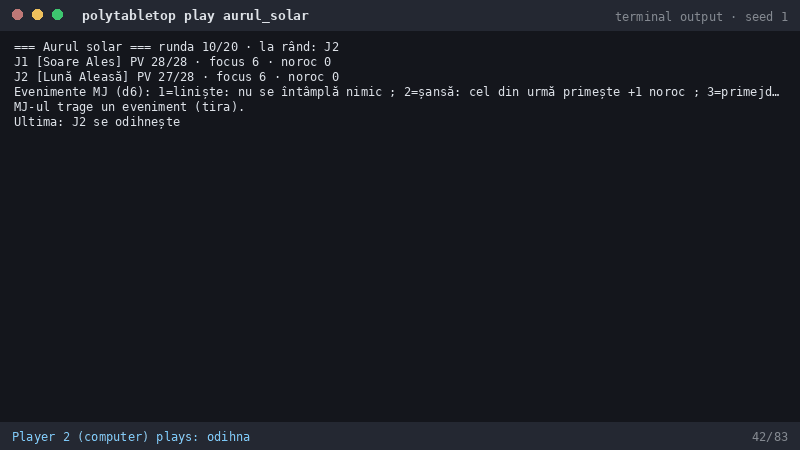 polytabletop play aurul_solar
terminal output · seed 1
=== Aurul solar === runda 10/20 · la rând: J2
J1 [Soare Ales] PV 28/28 · focus 6 · noroc 0
J2 [Lună Aleasă] PV 27/28 · focus 6 · noroc 0
Evenimente MJ (d6): 1=liniște: nu se întâmplă nimic ; 2=șansă: cel din urmă primește +1 noroc ; 3=primejd…
MJ-ul trage un eveniment (tira).
Ultima: J2 se odihnește
Player 2 (computer) plays: odihna
42/83